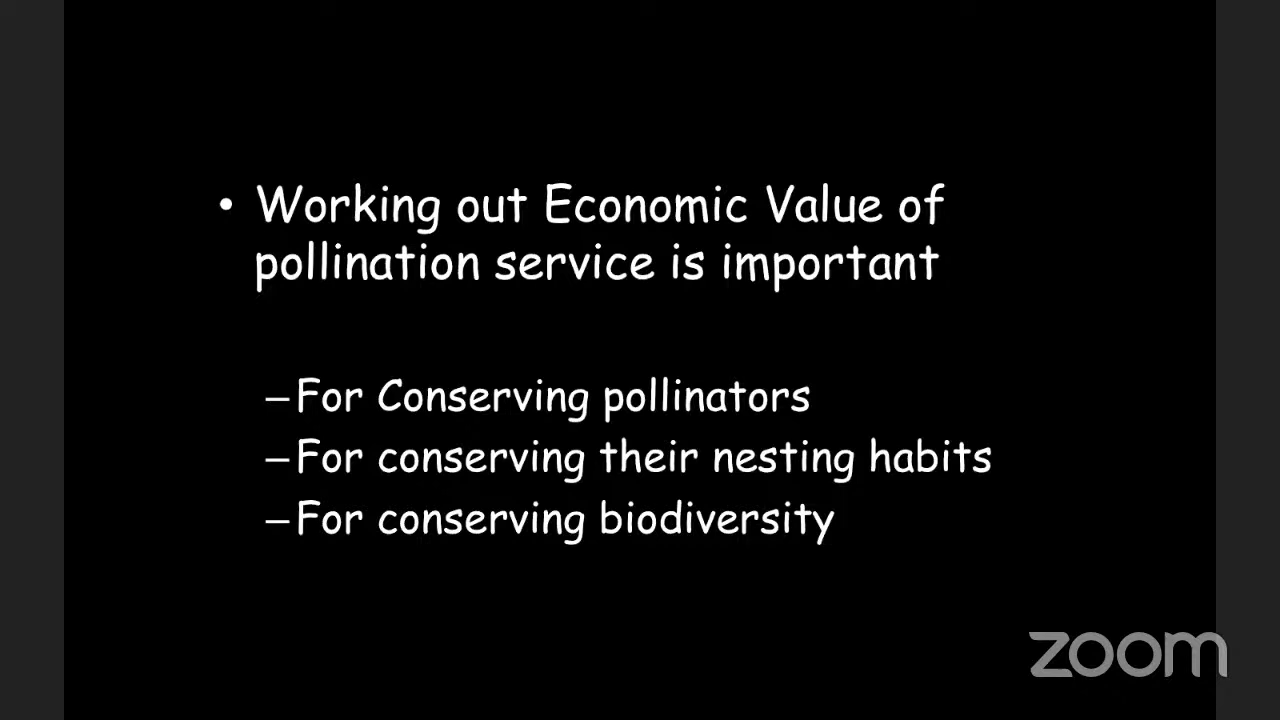 • Working out Economic Value of
pollination service is important
–For Conserving pollinators
–For conserving their nesting habits
–For conserving biodiversity
zoom